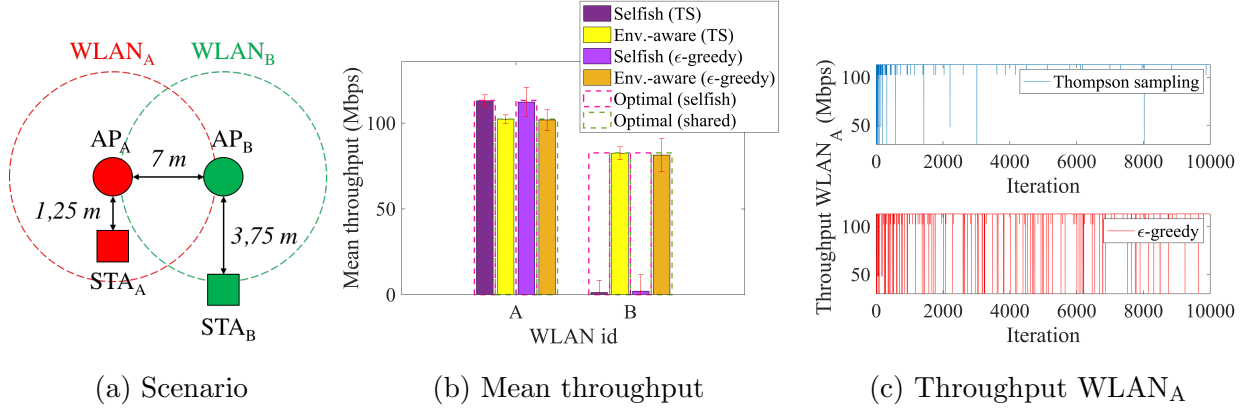 WLAN_A
WLAN_B
AP_A
AP_B
7 m
1,25 m
3,75 m
STA_A
STA_B
(a) Scenario
Selfish (TS)
Env.-aware (TS)
Selfish (ϵ-greedy)
Env.-aware (ϵ-greedy)
Optimal (selfish)
Optimal (shared)
Mean throughput (Mbps)
100
50
0
A
B
WLAN id
(b) Mean throughput
Throughput WLAN_A (Mbps)
100
50
Thompson sampling
0
2000
4000
6000
8000
10000
Iteration
100
50
ϵ-greedy
0
2000
4000
6000
8000
10000
Iteration
(c) Throughput WLAN_A